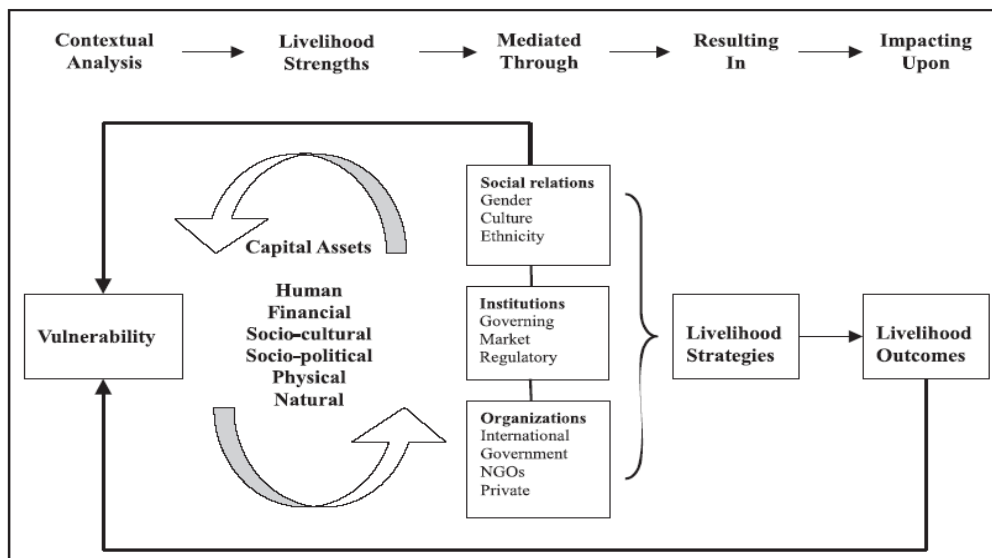 Contextual
Analysis
Livelihood
Strengths
Mediated
Through
Resulting
In
Impacting
Upon
Vulnerability
Capital Assets
Human
Financial
Socio-cultural
Socio-political
Physical
Natural
Social relations
Gender
Culture
Ethnicity
Institutions
Governing
Market
Regulatory
Organizations
International
Government
NGOs
Private
Livelihood
Strategies
Livelihood
Outcomes